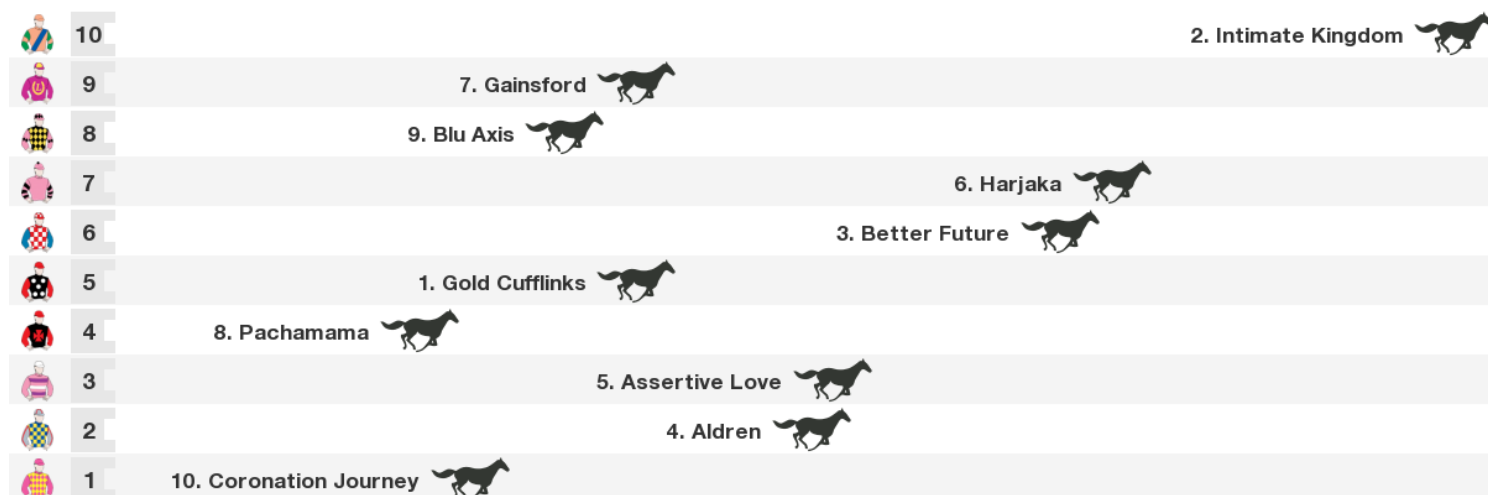 10 2. Intimate Kingdom
9 7. Gainsford
8 9. Blu Axis
7 6. Harjaka
6 3. Better Future
5 1. Gold Cufflinks
4 8. Pachamama
3 5. Assertive Love
2 4. Aldren
1 10. Coronation Journey